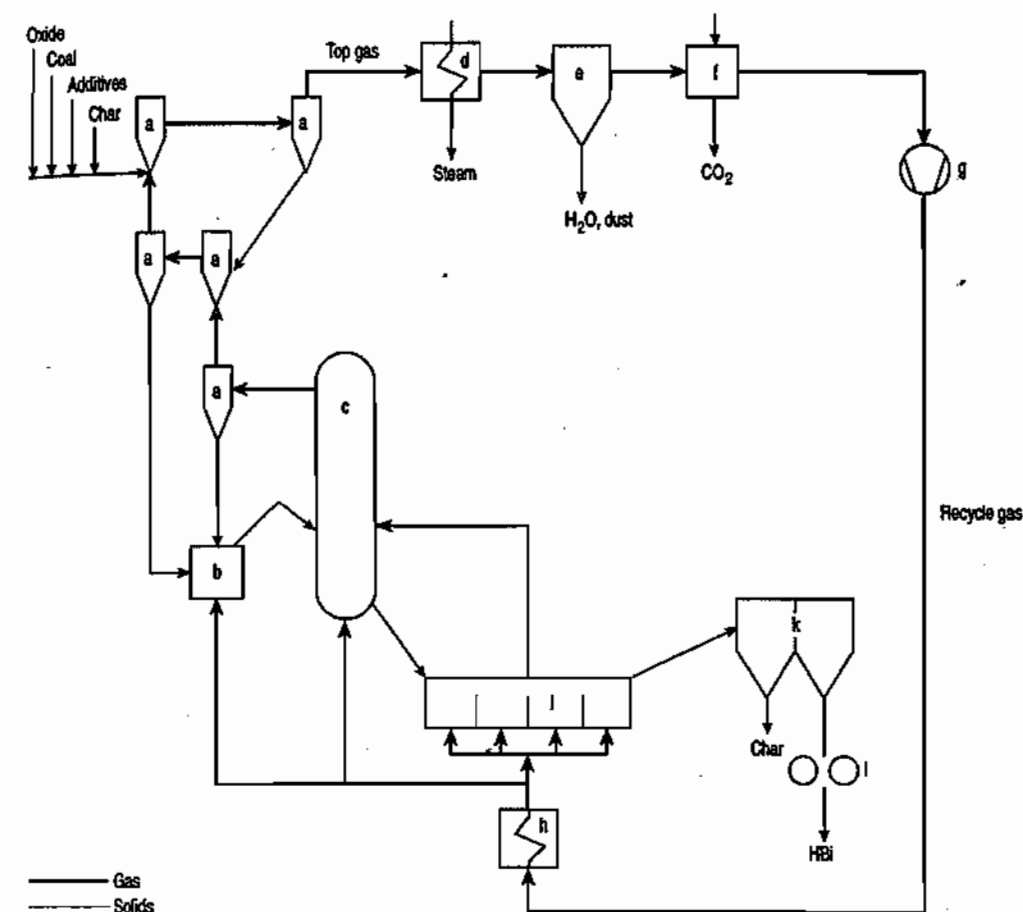 Oxide
Coal
Additives
Char
a
a
Top gas
d
e
f
Steam
H₂O, dust
CO₂
g
a
a
a
c
Recycle gas
b
k
j
Char
l
HBi
h
Gas
Solids